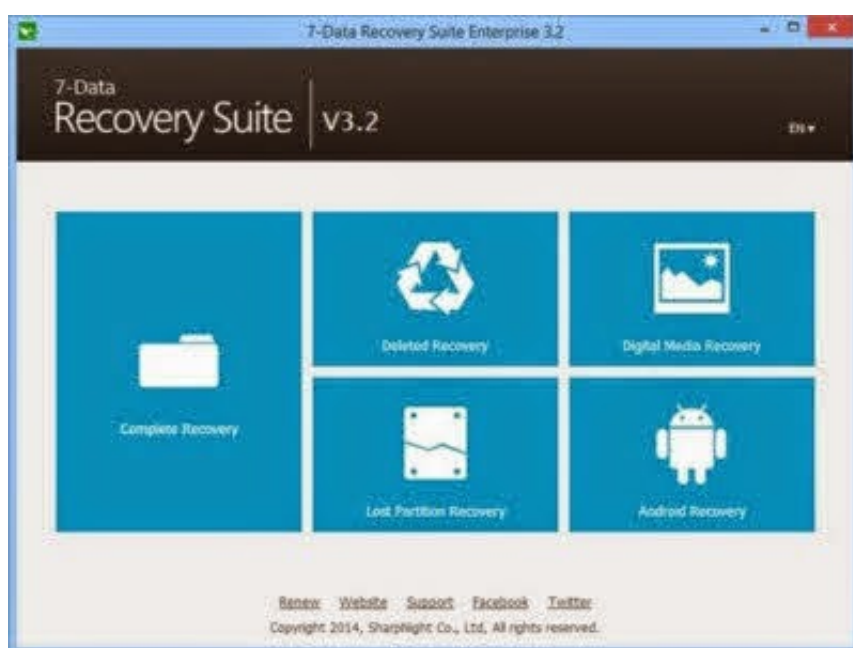 7-Data Recovery Suite Enterprise 3.2
7-Data
Recovery Suite
V3.2
EN
Complete Recovery
Deleted Recovery
Digital Media Recovery
Lost Partition Recovery
Android Recovery
Renew Website Support Facebook Twitter
Copyright 2014, SharpNight Co., Ltd, All rights reserved.